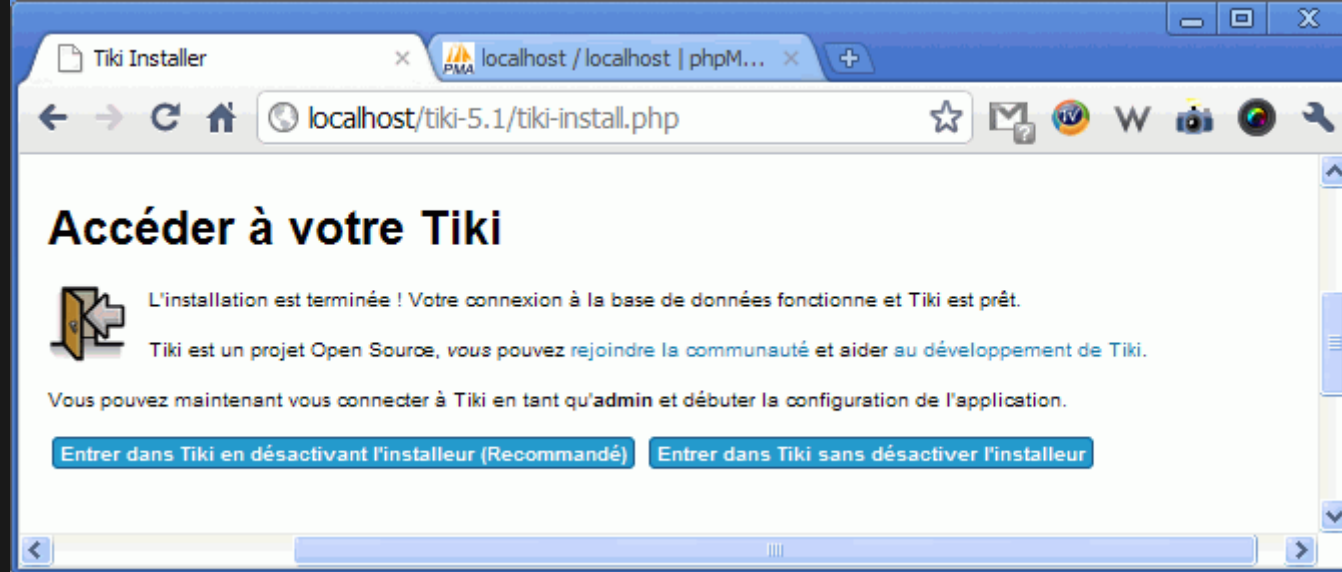 Tiki Installer
PMA localhost / localhost | phpM...
localhost/tiki-5.1/tiki-install.php
Accéder à votre Tiki
L'installation est terminée ! Votre connexion à la base de données fonctionne et Tiki est prêt.
Tiki est un projet Open Source, vous pouvez rejoindre la communauté et aider au développement de Tiki.
Vous pouvez maintenant vous connecter à Tiki en tant qu'admin et débuter la configuration de l'application.
Entrer dans Tiki en désactivant l'installeur (Recommandé) Entrer dans Tiki sans désactiver l'installeur